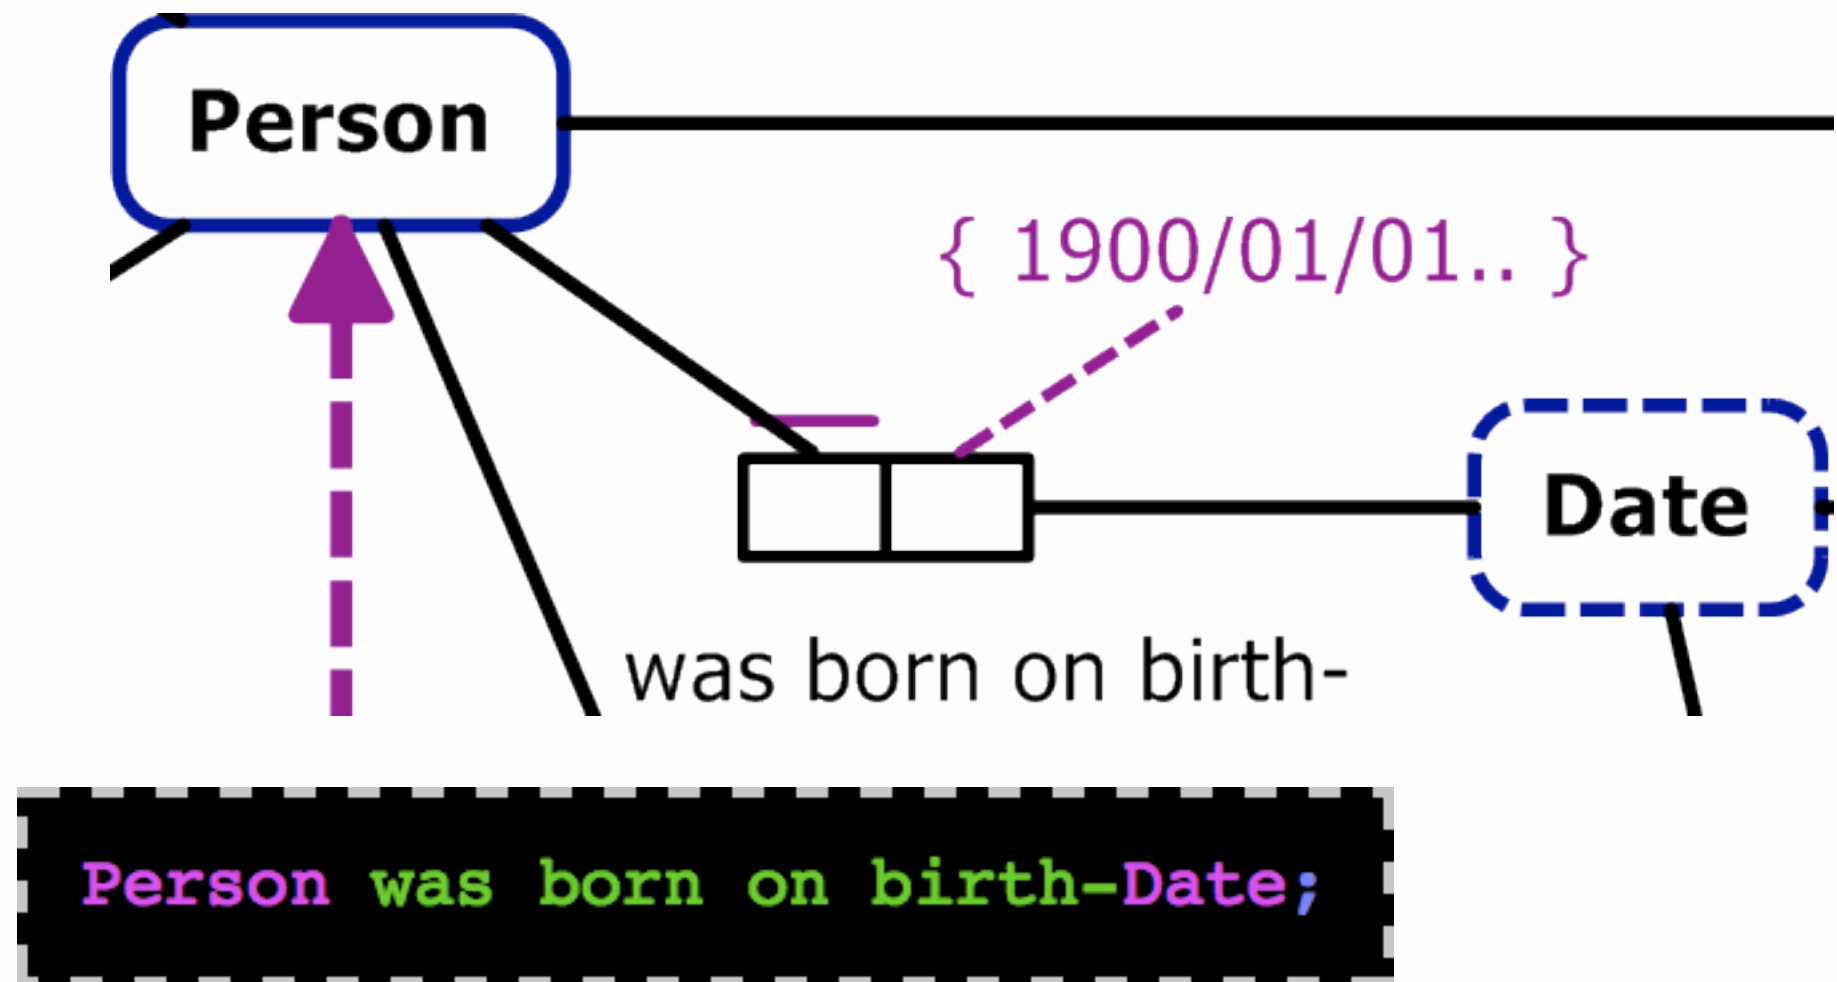 Person
{ 1900/01/01.. }
Date
was born on birth-
Person was born on birth-Date;